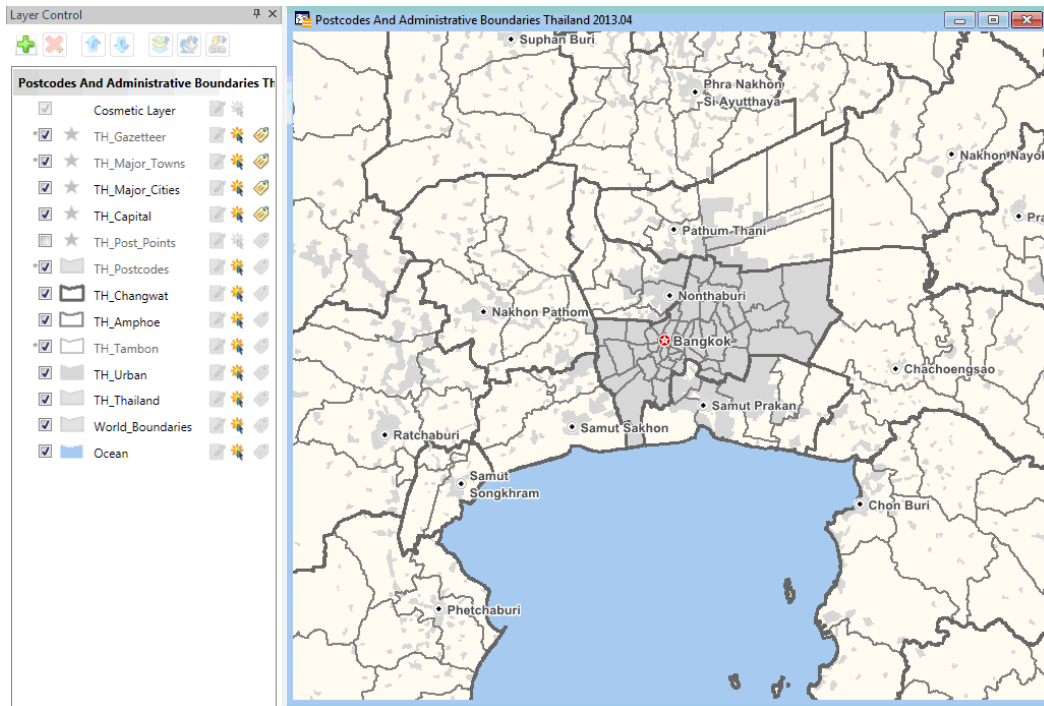 Layer Control
Postcodes And Administrative Boundaries Th
Cosmetic Layer
*TH_Gazetteer
*TH_Major_Towns
TH_Major_Cities
TH_Capital
TH_Post_Points
*TH_Postcodes
TH_Changwat
TH_Amphoe
*TH_Tambon
TH_Urban
TH_Thailand
World_Boundaries
Ocean
Postcodes And Administrative Boundaries Thailand 2013.04
Suphan Buri
Phra Nakhon
Si Ayutthaya
Nakhon Nayo
Pra
Pathum Thani
Nonthaburi
Nakhon Pathom
Bangkok
Chachoengsao
Samut Prakan
Samut Sakhon
Ratchaburi
Samut
Songkhram
Chon Buri
Phetchaburi